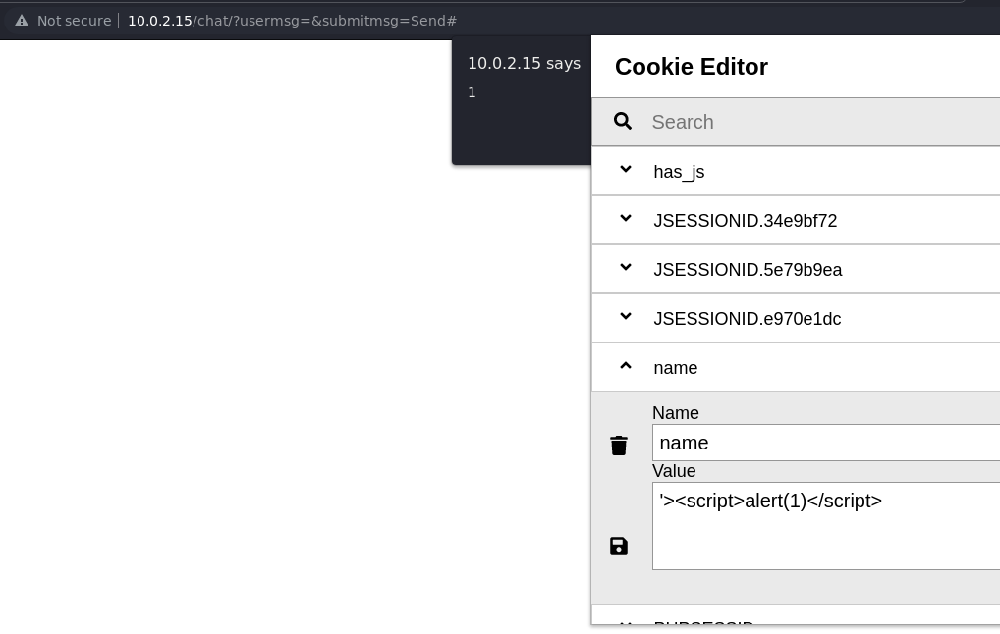 Not secure 10.0.2.15/chat/?usermsg=&submitmsg=Send#
10.0.2.15 says
1
Cookie Editor
Search
has_js
JSESSIONID.34e9bf72
JSESSIONID.5e79b9ea
JSESSIONID.e970e1dc
name
Name
name
Value
'><script>alert(1)</script>